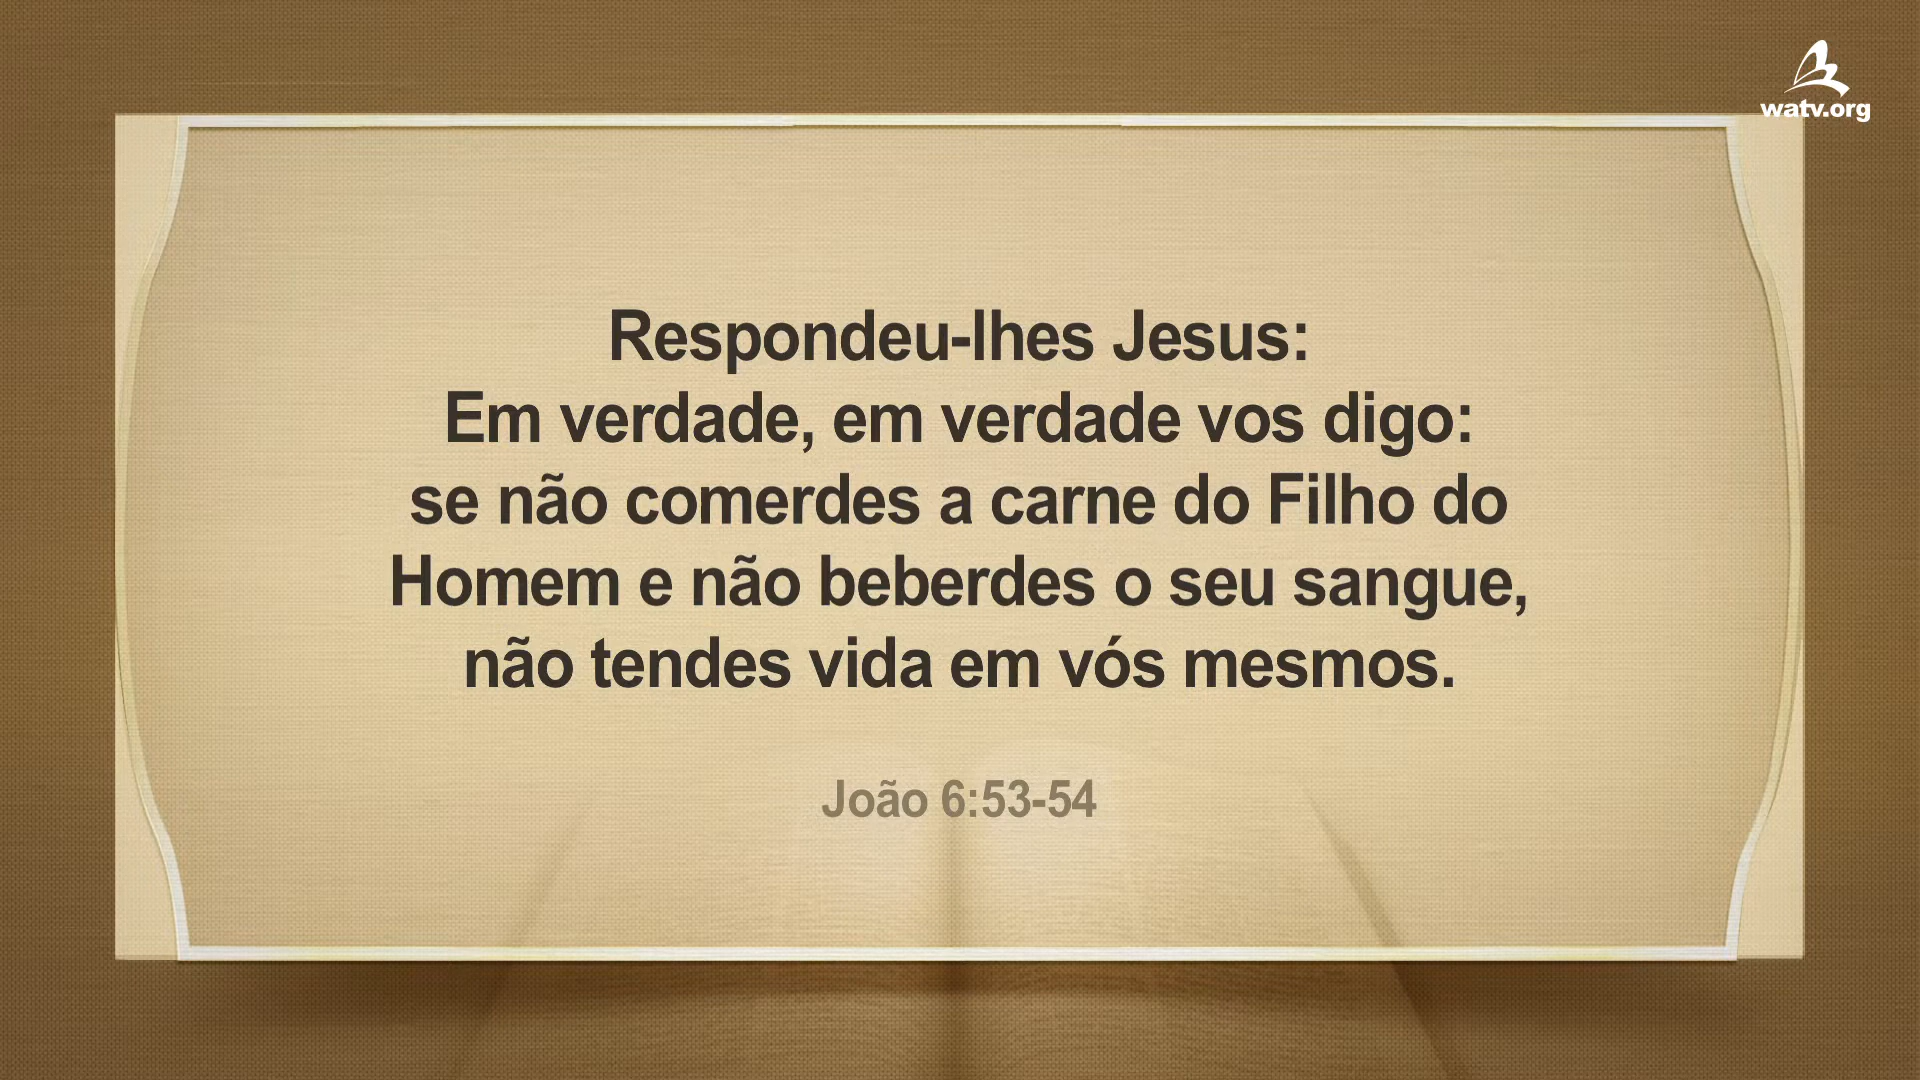 watv.org
Respondeu-lhes Jesus:
Em verdade, em verdade vos digo:
se não comerdes a carne do Filho do
Homem e não beberdes o seu sangue,
não tendes vida em vós mesmos.
João 6:53-54